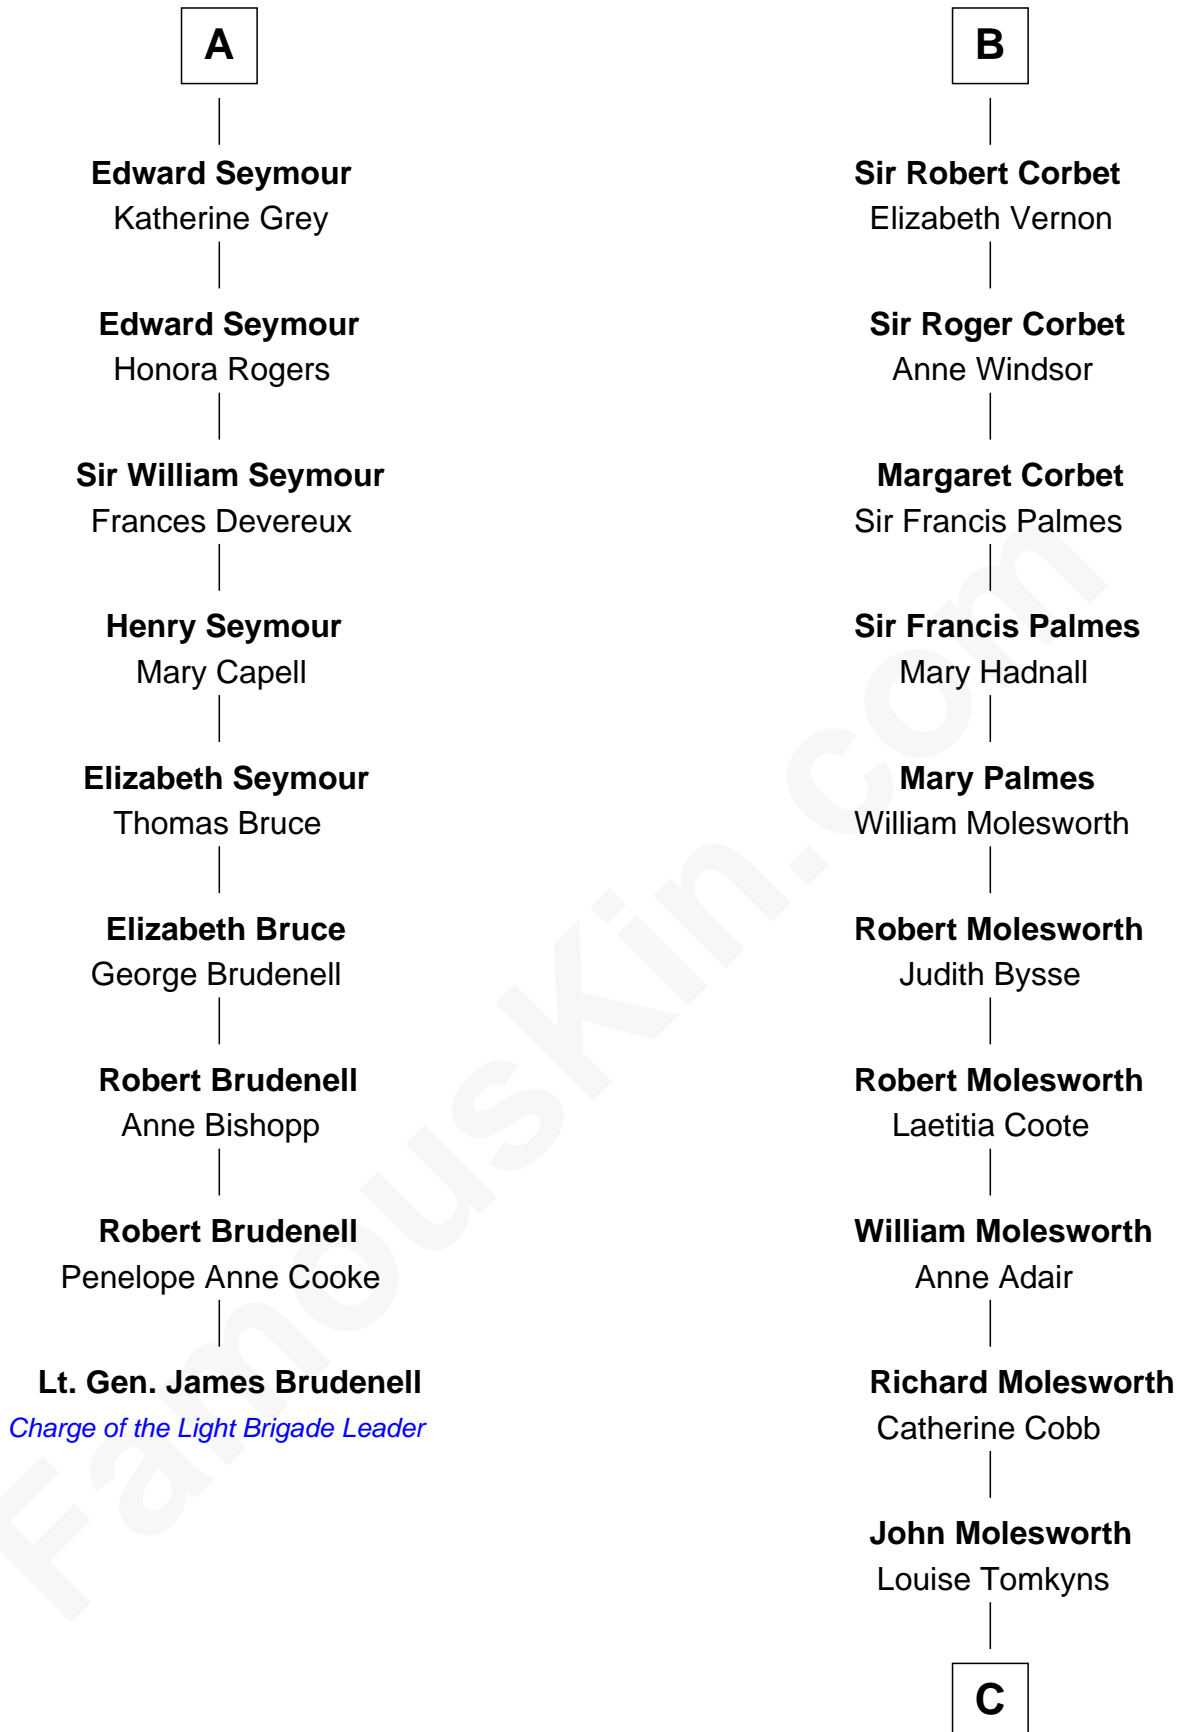 A
Edward Seymour
Katherine Grey
Edward Seymour
Honora Rogers
Sir William Seymour
Frances Devereux
Henry Seymour
Mary Capell
Elizabeth Seymour
Thomas Bruce
Elizabeth Bruce
George Brudenell
Robert Brudenell
Anne Bishopp
Robert Brudenell
Penelope Anne Cooke
Lt. Gen. James Brudenell
Charge of the Light Brigade Leader
B
Sir Robert Corbet
Elizabeth Vernon
Sir Roger Corbet
Anne Windsor
Margaret Corbet
Sir Francis Palmes
Sir Francis Palmes
Mary Hadnall
Mary Palmes
William Molesworth
Robert Molesworth
Judith Bysse
Robert Molesworth
Laetitia Coote
William Molesworth
Anne Adair
Richard Molesworth
Catherine Cobb
John Molesworth
Louise Tomkyns
C
FamousKin.com